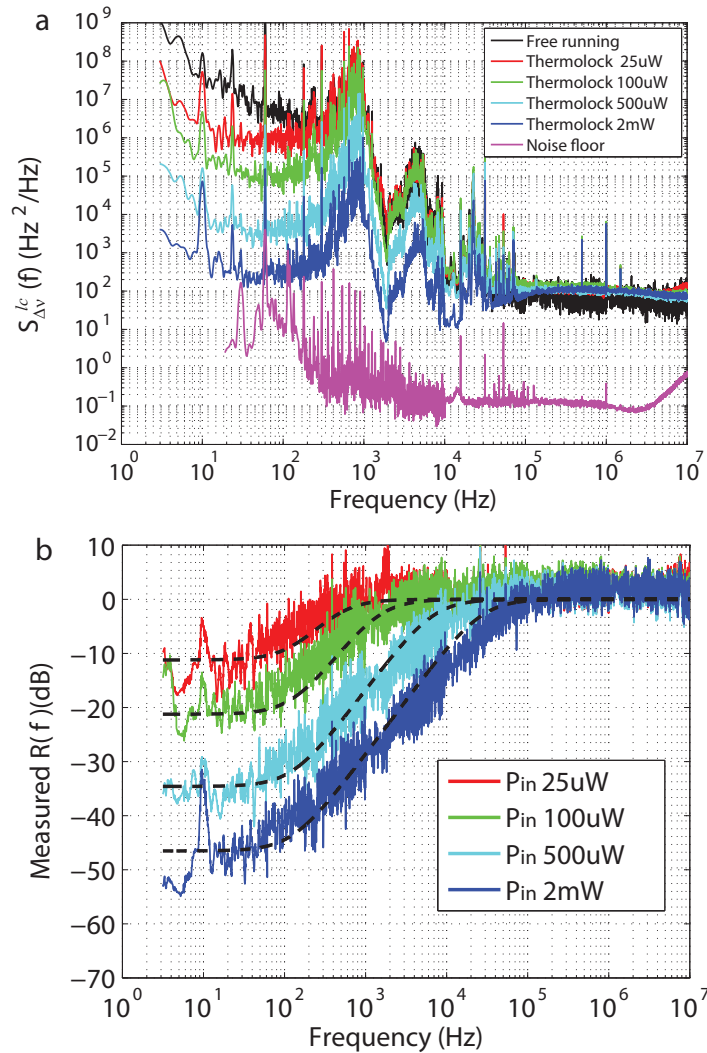 a
10^9
10^8
10^7
10^6
10^5
10^4
10^3
10^2
10^1
10^0
10^-1
10^-2
S_Δν^lc (f) (Hz^2/Hz)
Free running
Thermolock 25uW
Thermolock 100uW
Thermolock 500uW
Thermolock 2mW
Noise floor
10^0 10^1 10^2 10^3 10^4 10^5 10^6 10^7
Frequency (Hz)
b
10
0
−10
−20
−30
−40
−50
−60
−70
Measured R( f )(dB)
Pin 25uW
Pin 100uW
Pin 500uW
Pin 2mW
10^0 10^1 10^2 10^3 10^4 10^5 10^6 10^7
Frequency (Hz)